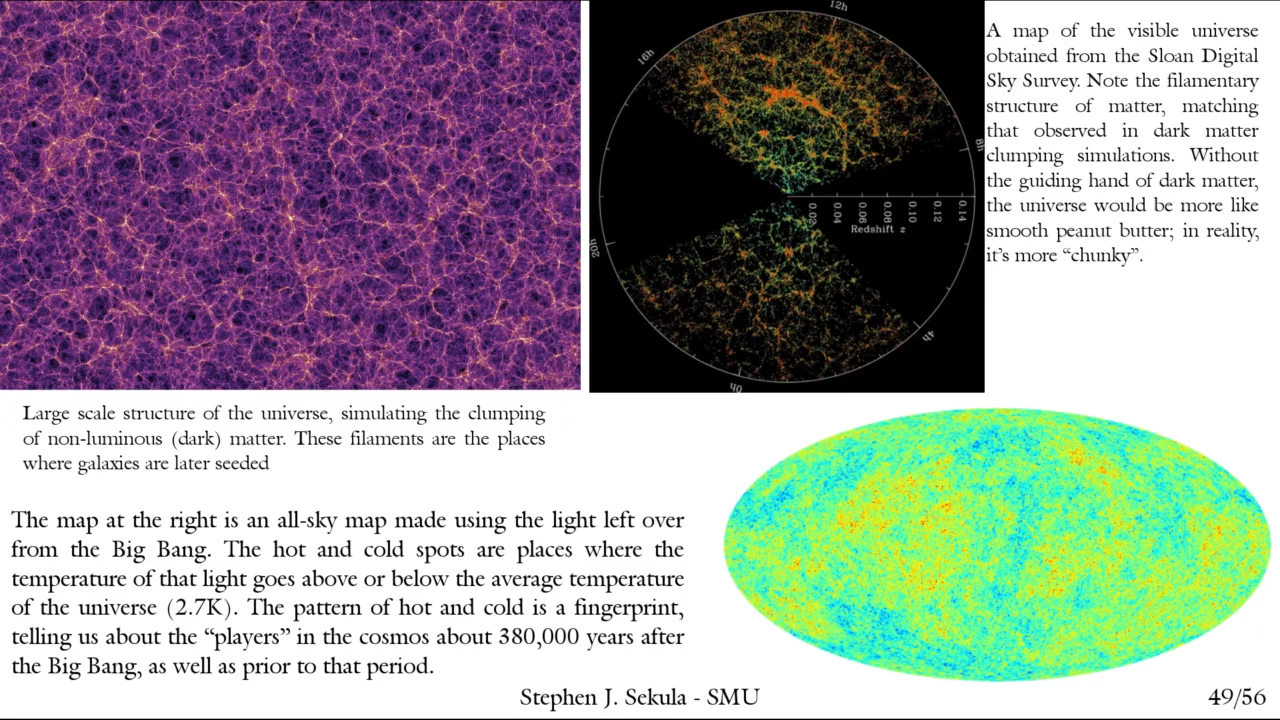 12h
16h
8h
20h
4h
0h
0.02
0.04
0.06
0.08
0.10
0.12
0.14
Redshift z
A map of the visible universe
obtained from the Sloan Digital
Sky Survey. Note the filamentary
structure of matter, matching
that observed in dark matter
clumping simulations. Without
the guiding hand of dark matter,
the universe would be more like
smooth peanut butter; in reality,
it’s more “chunky”.
Large scale structure of the universe, simulating the clumping
of non-luminous (dark) matter. These filaments are the places
where galaxies are later seeded
The map at the right is an all-sky map made using the light left over
from the Big Bang. The hot and cold spots are places where the
temperature of that light goes above or below the average temperature
of the universe (2.7K). The pattern of hot and cold is a fingerprint,
telling us about the “players” in the cosmos about 380,000 years after
the Big Bang, as well as prior to that period.
Stephen J. Sekula - SMU
49/56